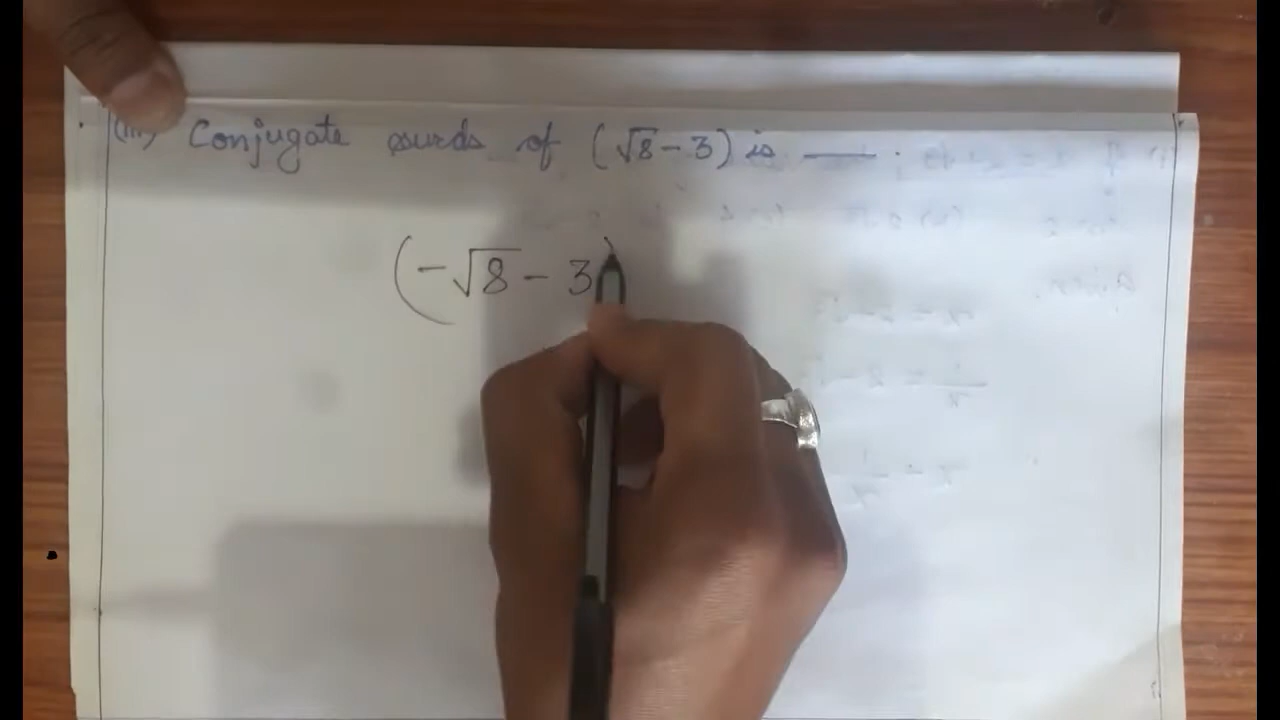 (iii) Conjugate surds of (√8 - 3) is ___ .
(-√8 - 3)